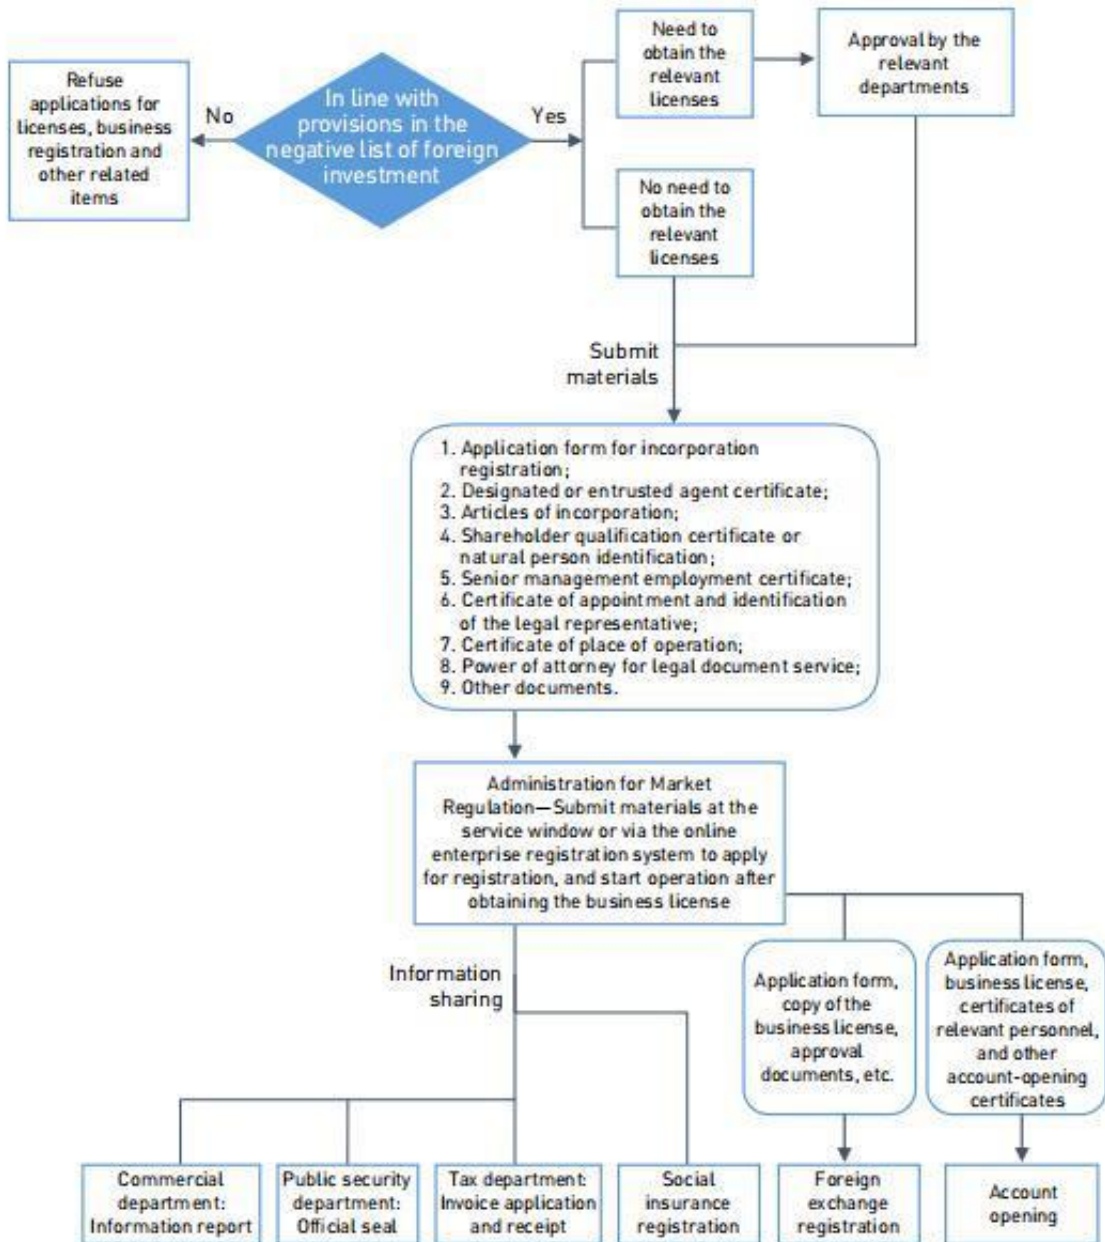 Refuse
applications for
licenses, business
registration and
other related
items
No
In line with
provisions in the
negative list of foreign
investment
Yes
Need to
obtain the
relevant
licenses
Approval by the
relevant
departments
No need to
obtain the
relevant
licenses
Submit
materials
1. Application form for incorporation
registration;
2. Designated or entrusted agent certificate;
3. Articles of incorporation;
4. Shareholder qualification certificate or
natural person identification;
5. Senior management employment certificate;
6. Certificate of appointment and identification
of the legal representative;
7. Certificate of place of operation;
8. Power of attorney for legal document service;
9. Other documents.
Administration for Market
Regulation—Submit materials at the
service window or via the online
enterprise registration system to apply
for registration, and start operation after
obtaining the business license
Information
sharing
Application form,
copy of the
business license,
approval
documents, etc.
Application form,
business license,
certificates of
relevant personnel,
and other
account-opening
certificates
Commercial
department:
Information report
Public security
department:
Official seal
Tax department:
Invoice application
and receipt
Social
insurance
registration
Foreign
exchange
registration
Account
opening